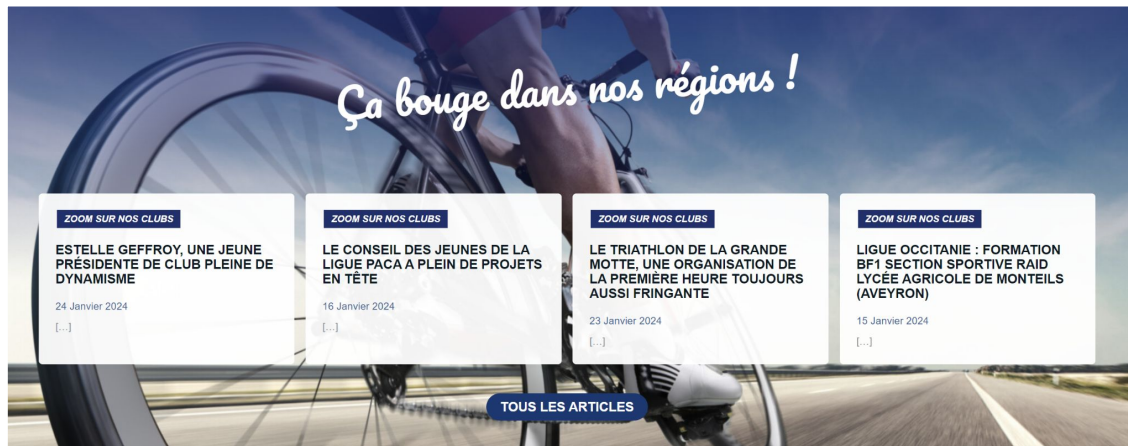 Ça bouge dans nos régions !
ZOOM SUR NOS CLUBS
ESTELLE GEFFROY, UNE JEUNE
PRÉSIDENTE DE CLUB PLEINE DE
DYNAMISME
24 Janvier 2024
[…]
ZOOM SUR NOS CLUBS
LE CONSEIL DES JEUNES DE LA
LIGUE PACA A PLEIN DE PROJETS
EN TÊTE
16 Janvier 2024
[…]
ZOOM SUR NOS CLUBS
LE TRIATHLON DE LA GRANDE
MOTTE, UNE ORGANISATION DE
LA PREMIÈRE HEURE TOUJOURS
AUSSI FRINGANTE
23 Janvier 2024
[…]
ZOOM SUR NOS CLUBS
LIGUE OCCITANIE : FORMATION
BF1 SECTION SPORTIVE RAID
LYCÉE AGRICOLE DE MONTEILS
(AVEYRON)
15 Janvier 2024
[…]
TOUS LES ARTICLES